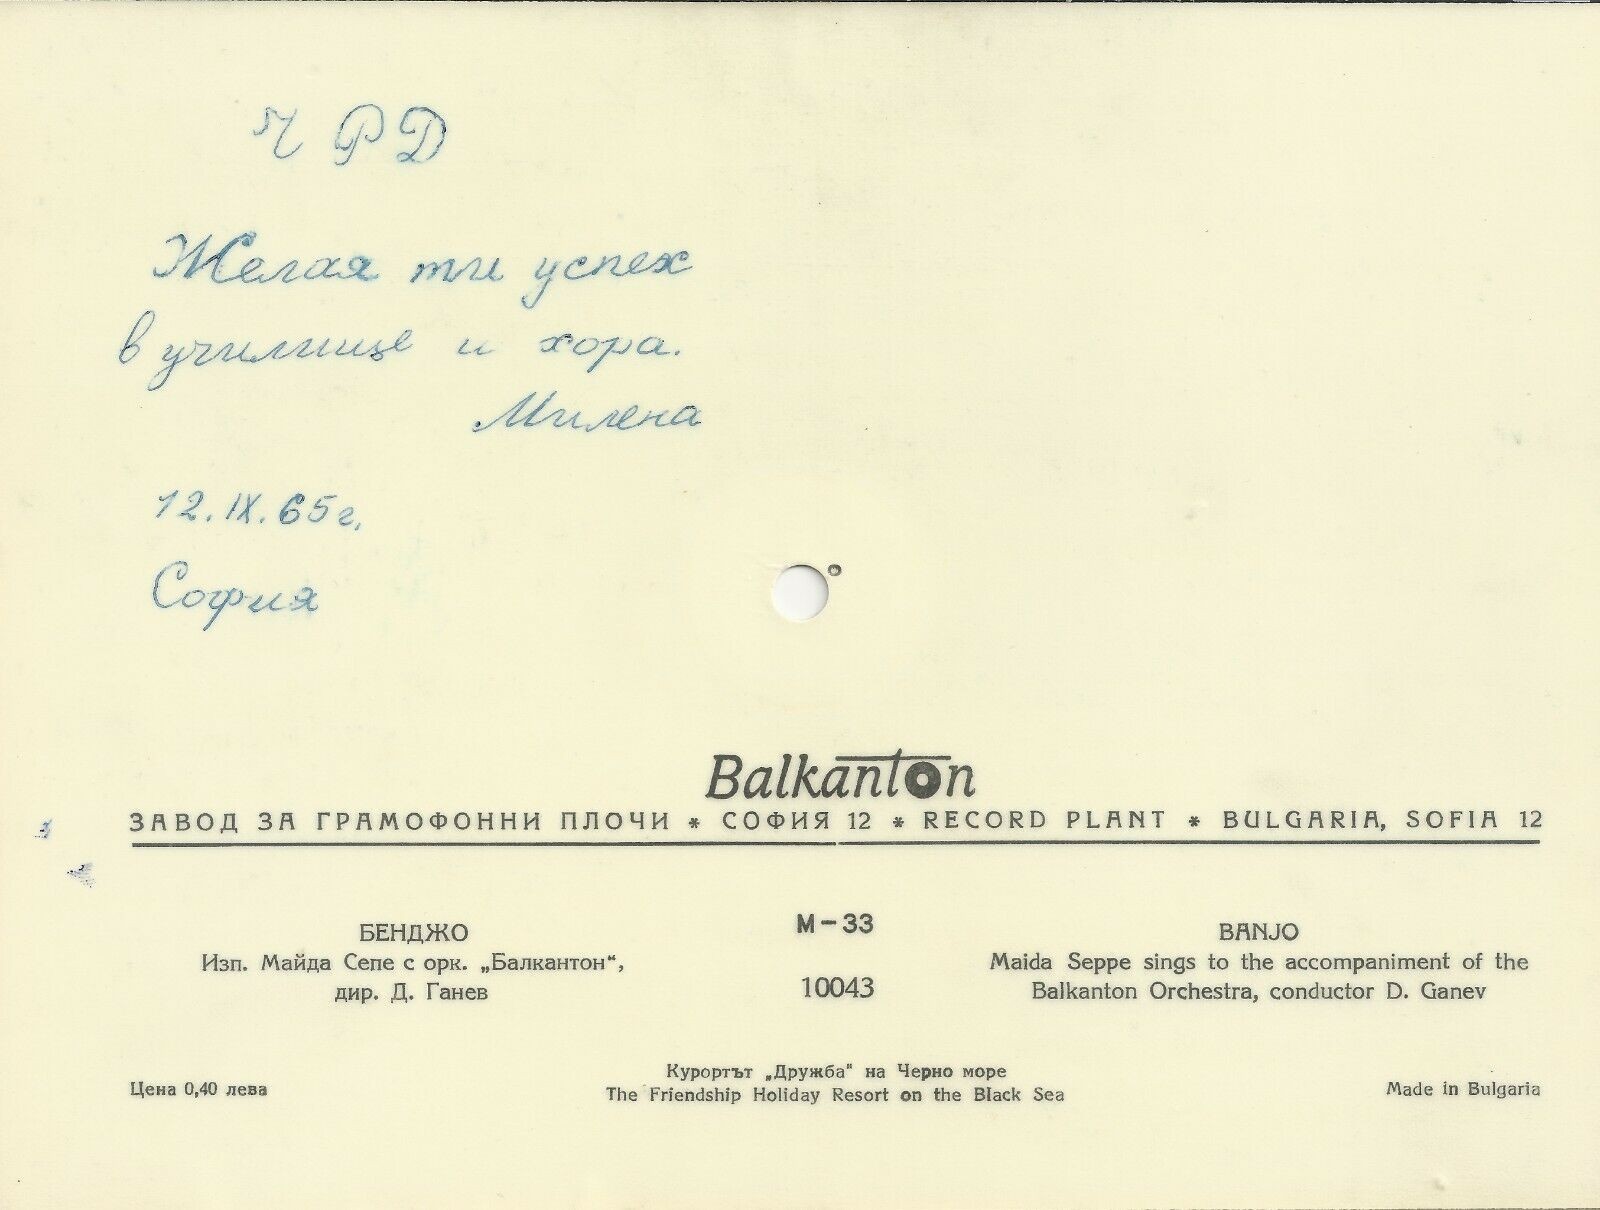 ЧРД
Желая ти успех
в училище и хора.
Милена
12.IX.65г.
София
Balkanton
ЗАВОД ЗА ГРАМОФОННИ ПЛОЧИ * СОФИЯ 12 * RECORD PLANT * BULGARIA, SOFIA 12
БЕНДЖО
Изп. Майда Сепе с орк. „Балкантон“,
дир. Д. Ганев
М-33
10043
BANJO
Maida Seppe sings to the accompaniment of the
Balkanton Orchestra, conductor D. Ganev
Цена 0,40 лева
Курортът „Дружба" на Черно море
The Friendship Holiday Resort on the Black Sea
Made in Bulgaria